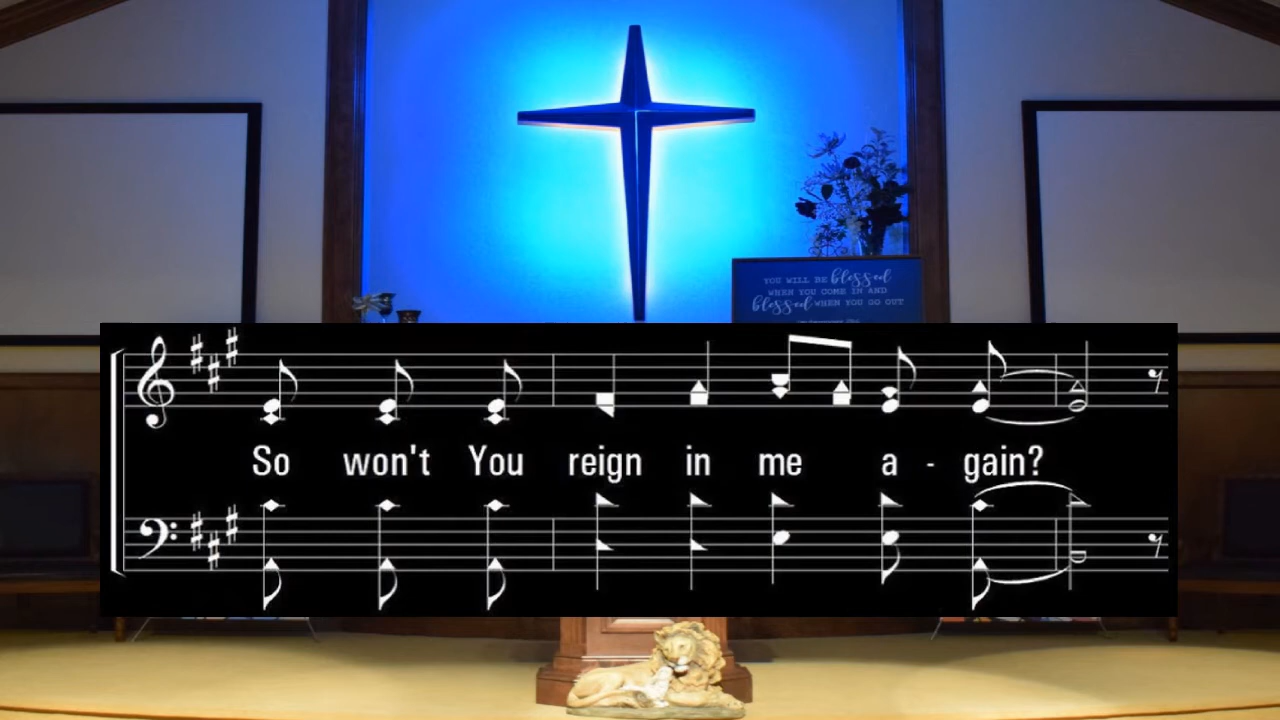 YOU WILL BE blessed
WHEN YOU COME IN AND
blessed WHEN YOU GO OUT
So won't You reign in me a - gain?